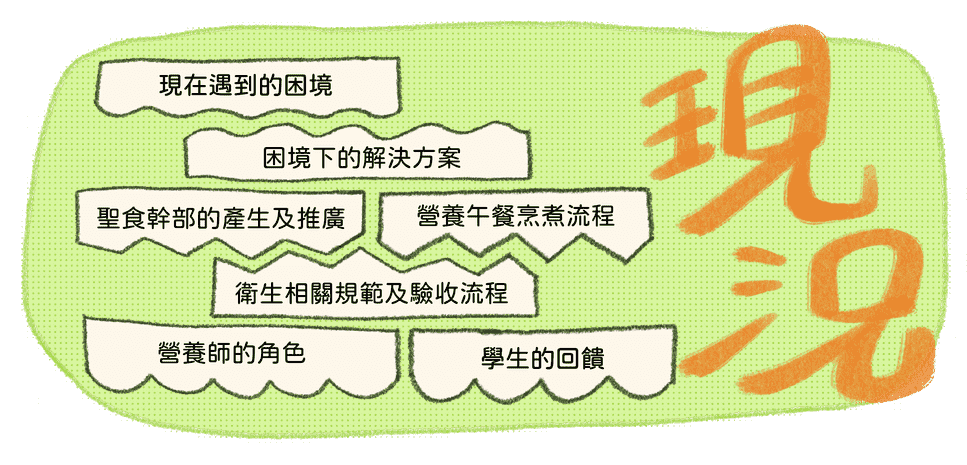 現在遇到的困境
困境下的解決方案
聖食幹部的產生及推廣
營養午餐烹煮流程
衛生相關規範及驗收流程
營養師的角色
學生的回饋
現況